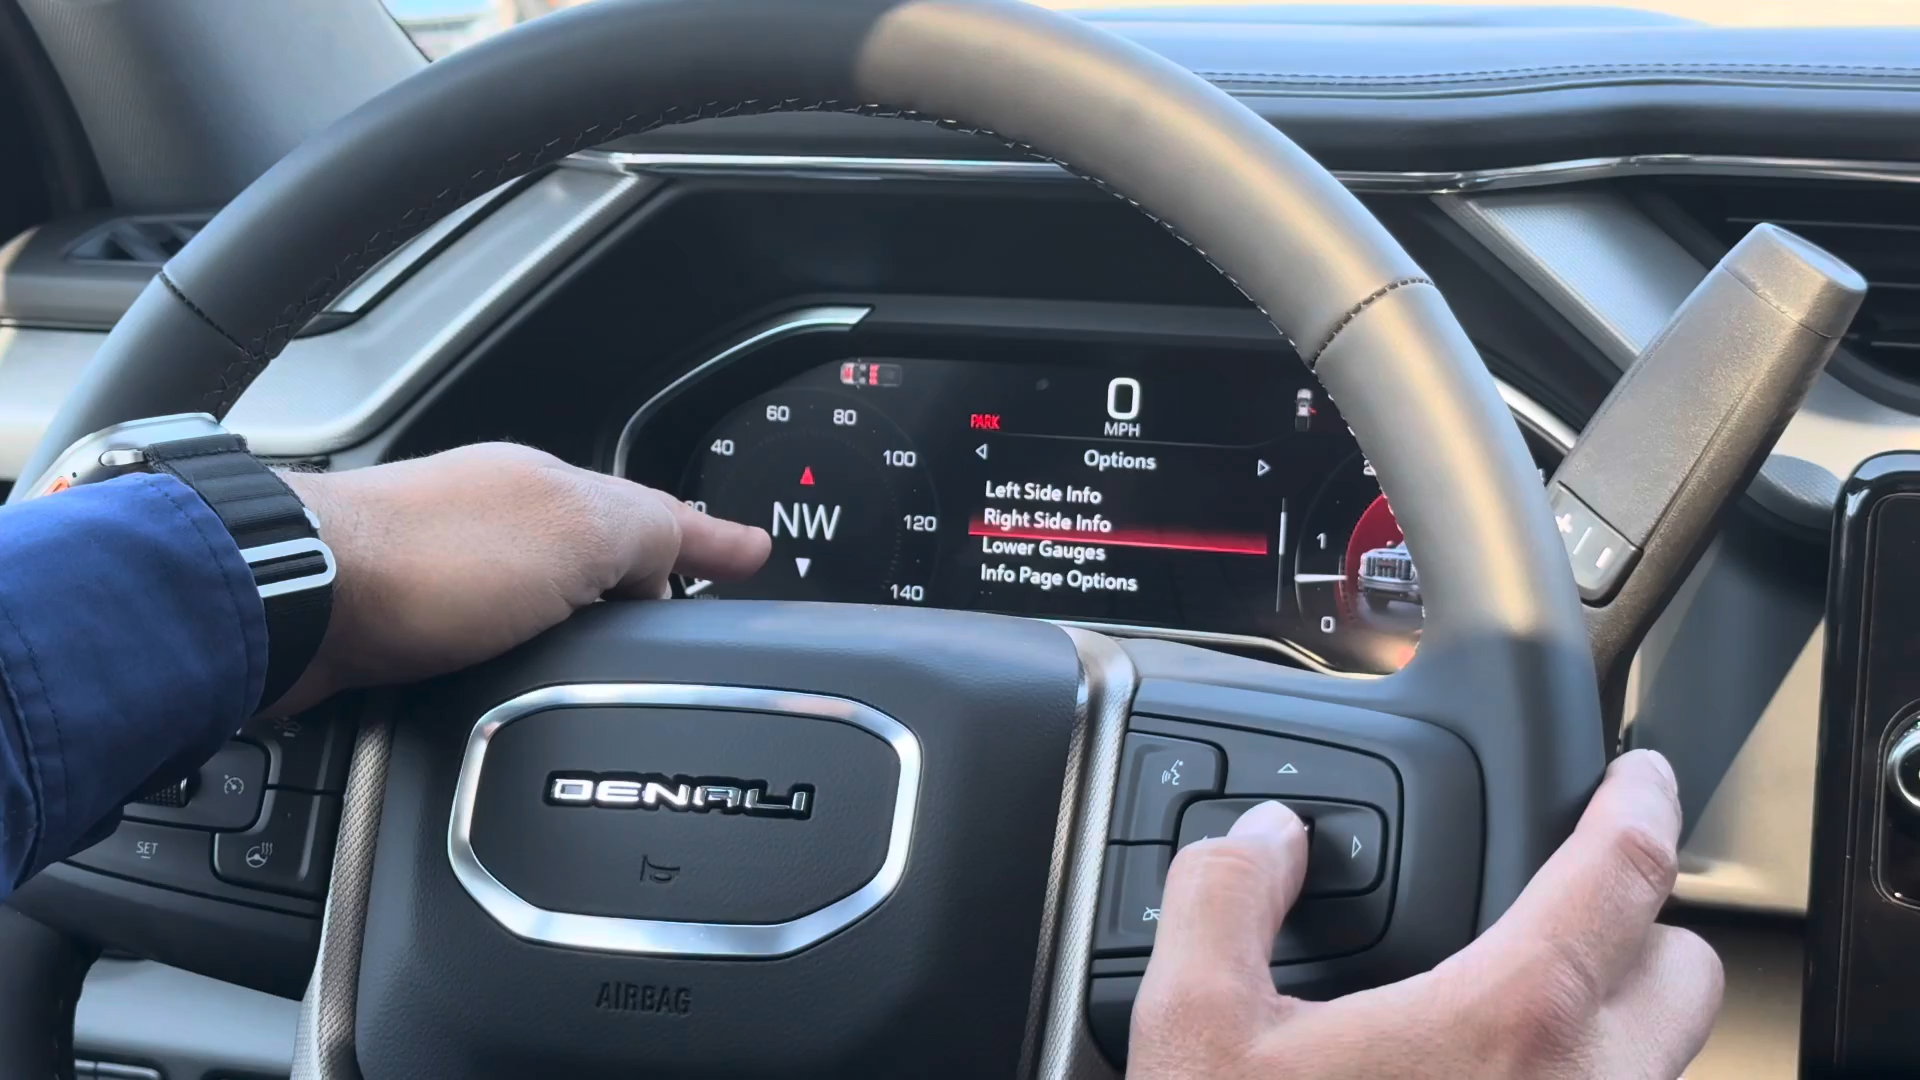 0
MPH
PARK
Options
Left Side Info
Right Side Info
Lower Gauges
Info Page Options
40
60
80
100
120
140
NW
1
0
DENALI
AIRBAG
SET